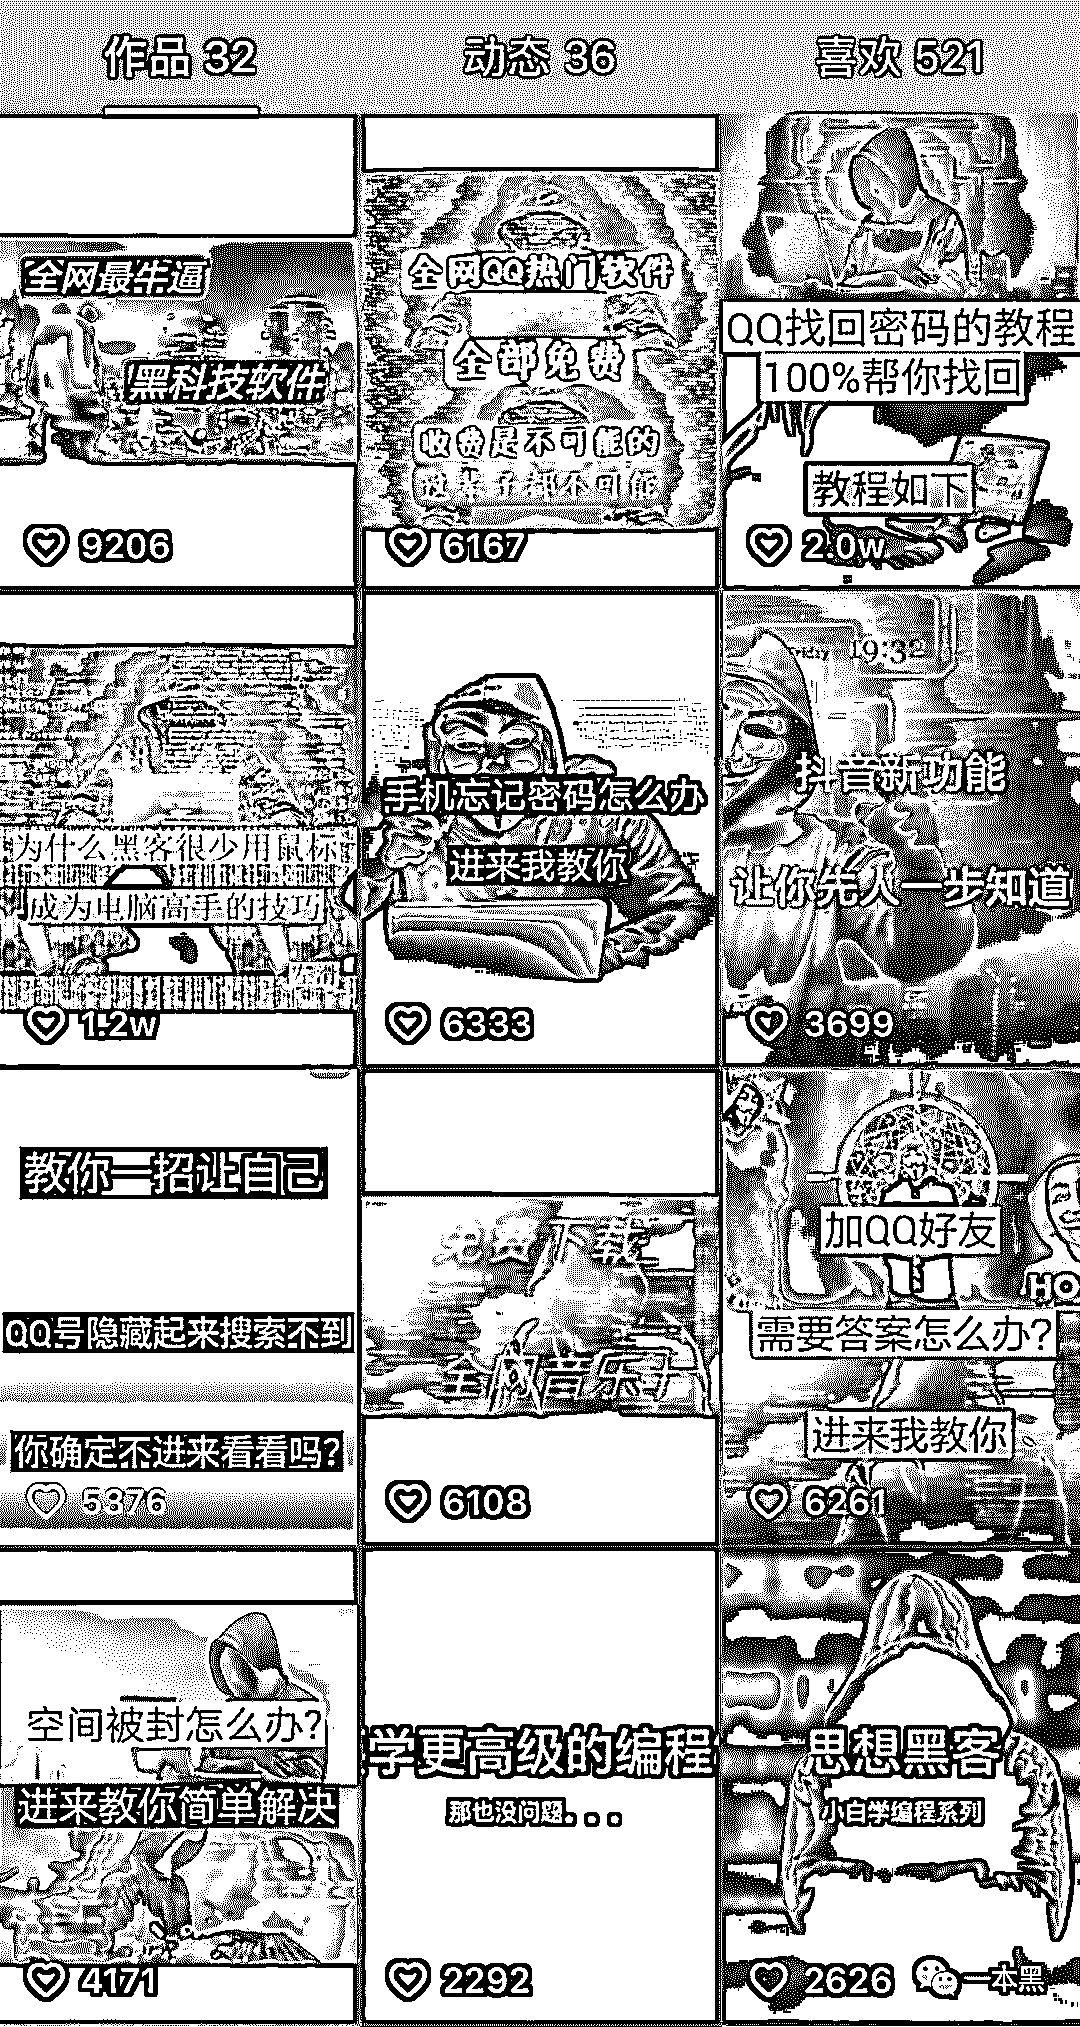 作品 32
动态 36
喜欢 521
全网最牛逼
黑科技软件
9206
全网QQ热门软件
全部免费
收费是不可能的
这辈子都不可能
6167
QQ找回密码的教程
100%帮你找回
教程如下
2.0w
为什么黑客很少用鼠标
成为电脑高手的技巧
1.2w
手机忘记密码怎么办
进来我教你
6333
Friday 19:32
抖音新功能
让你先人一步知道
3699
教你一招让自己
QQ号隐藏起来搜索不到
你确定不进来看看吗?
5376
免费下载
全网音乐
6108
加QQ好友
HO
需要答案怎么办?
进来我教你
6261
空间被封怎么办?
进来教你简单解决
4171
学更高级的编程
那也没问题...
2292
思想黑客
小白学编程系列
2626
一本黑